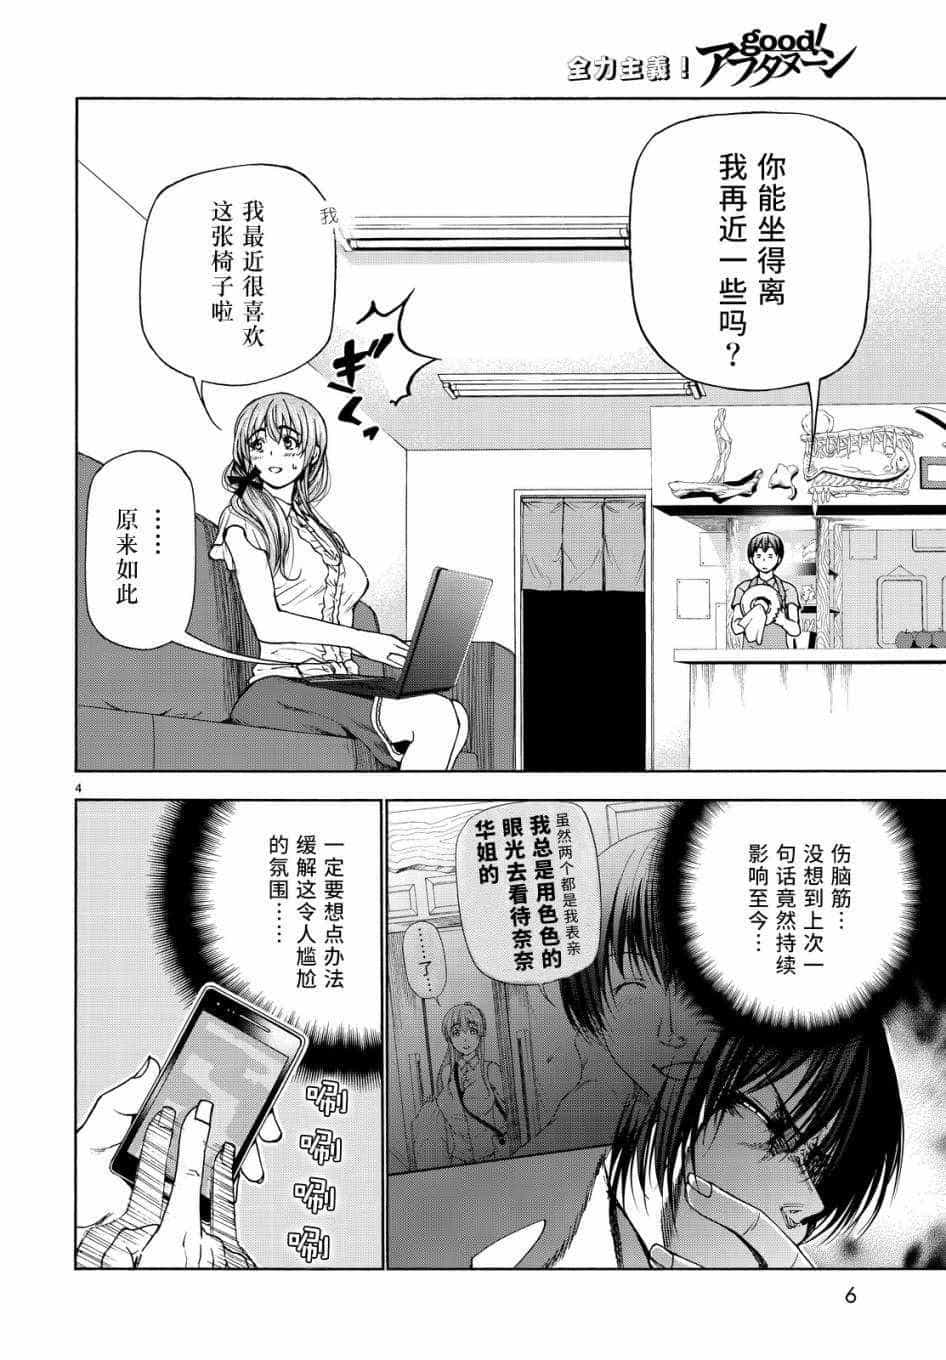 全力主義！
good!
アフタヌーン
你能坐得离
我再近一些吗？
我
我最近很喜欢
这张椅子啦
ギシッ
……
原来如此
4
伤脑筋…
没想到上次一
句话竟然持续
影响至今…
虽然两个都是我表亲
我总是用色色的
眼光去看待奈奈
华姐的
……了…
一定要想点办法
缓解这令人尴尬
的氛围……
唰
唰
唰
唰
6